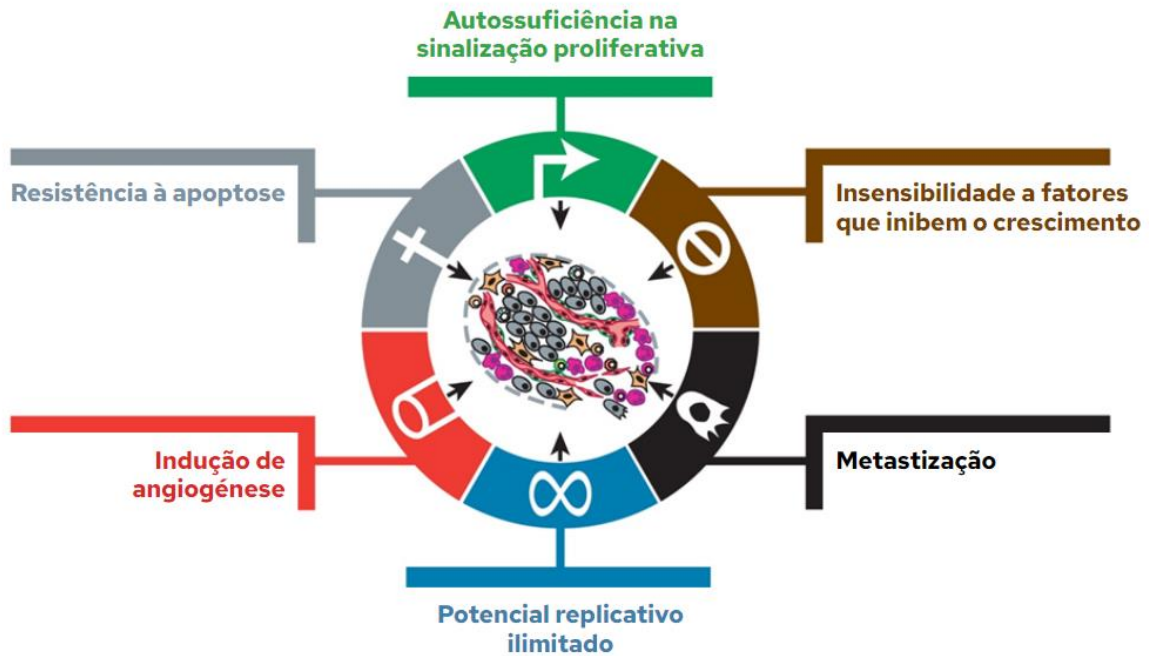 Autossuficiência na
sinalização proliferativa
Resistência à apoptose
Insensibilidade a fatores
que inibem o crescimento
Indução de
angiogénese
Metastização
Potencial replicativo
ilimitado